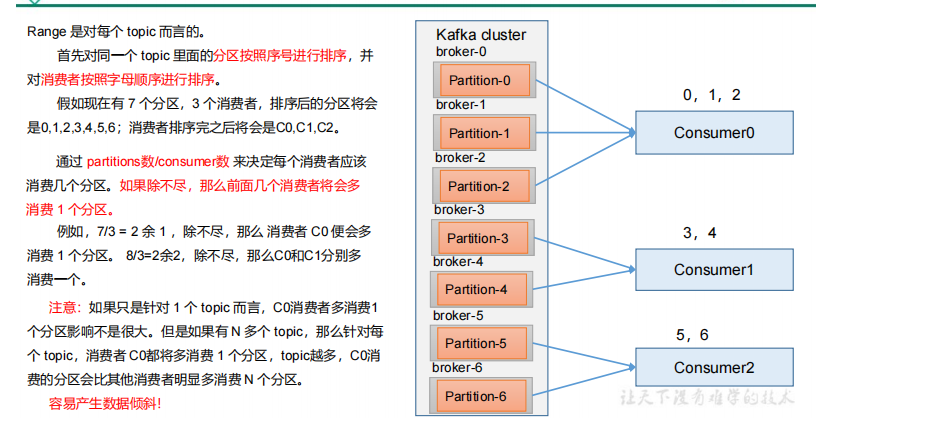 Range 是对每个 topic 而言的。
首先对同一个 topic 里面的分区按照序号进行排序，并
对消费者按照字母顺序进行排序。
假如现在有 7 个分区，3 个消费者，排序后的分区将会
是0,1,2,3,4,5,6；消费者排序完之后将会是C0,C1,C2。
通过 partitions数/consumer数 来决定每个消费者应该
消费几个分区。如果除不尽，那么前面几个消费者将会多
消费 1 个分区。
例如，7/3 = 2 余 1 ，除不尽，那么 消费者 C0 便会多
消费 1 个分区。 8/3=2余2，除不尽，那么C0和C1分别多
消费一个。
注意：如果只是针对 1 个 topic 而言，C0消费者多消费1
个分区影响不是很大。但是如果有 N 多个 topic，那么针对每
个 topic，消费者 C0都将多消费 1 个分区，topic越多，C0消
费的分区会比其他消费者明显多消费 N 个分区。
容易产生数据倾斜！
Kafka cluster
broker-0
Partition-0
broker-1
Partition-1
broker-2
Partition-2
broker-3
Partition-3
broker-4
Partition-4
broker-5
Partition-5
broker-6
Partition-6
0，1，2
Consumer0
3，4
Consumer1
5，6
Consumer2
让天下没有难学的技术